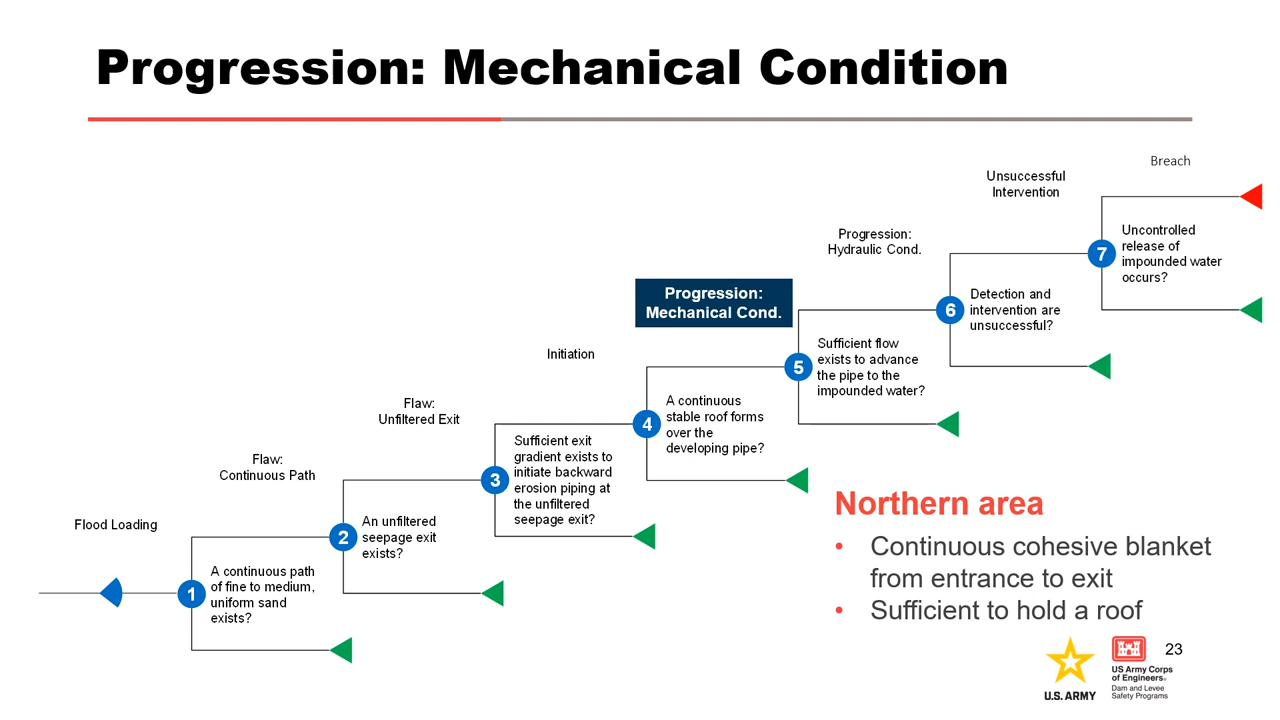 Progression: Mechanical Condition
Breach
Unsuccessful
Intervention
Uncontrolled
release of
impounded water
occurs?
7
Progression:
Hydraulic Cond.
Detection and
intervention are
unsuccessful?
6
Progression:
Mechanical Cond.
Sufficient flow
exists to advance
the pipe to the
impounded water?
5
Initiation
A continuous
stable roof forms
over the
developing pipe?
4
Flaw:
Unfiltered Exit
Sufficient exit
gradient exists to
initiate backward
erosion piping at
the unfiltered
seepage exit?
3
Flaw:
Continuous Path
An unfiltered
seepage exit
exists?
2
Flood Loading
A continuous path
of fine to medium,
uniform sand
exists?
1
Northern area
• Continuous cohesive blanket
from entrance to exit
• Sufficient to hold a roof
U.S. ARMY
US Army Corps
of Engineers®
Dam and Levee
Safety Programs
23